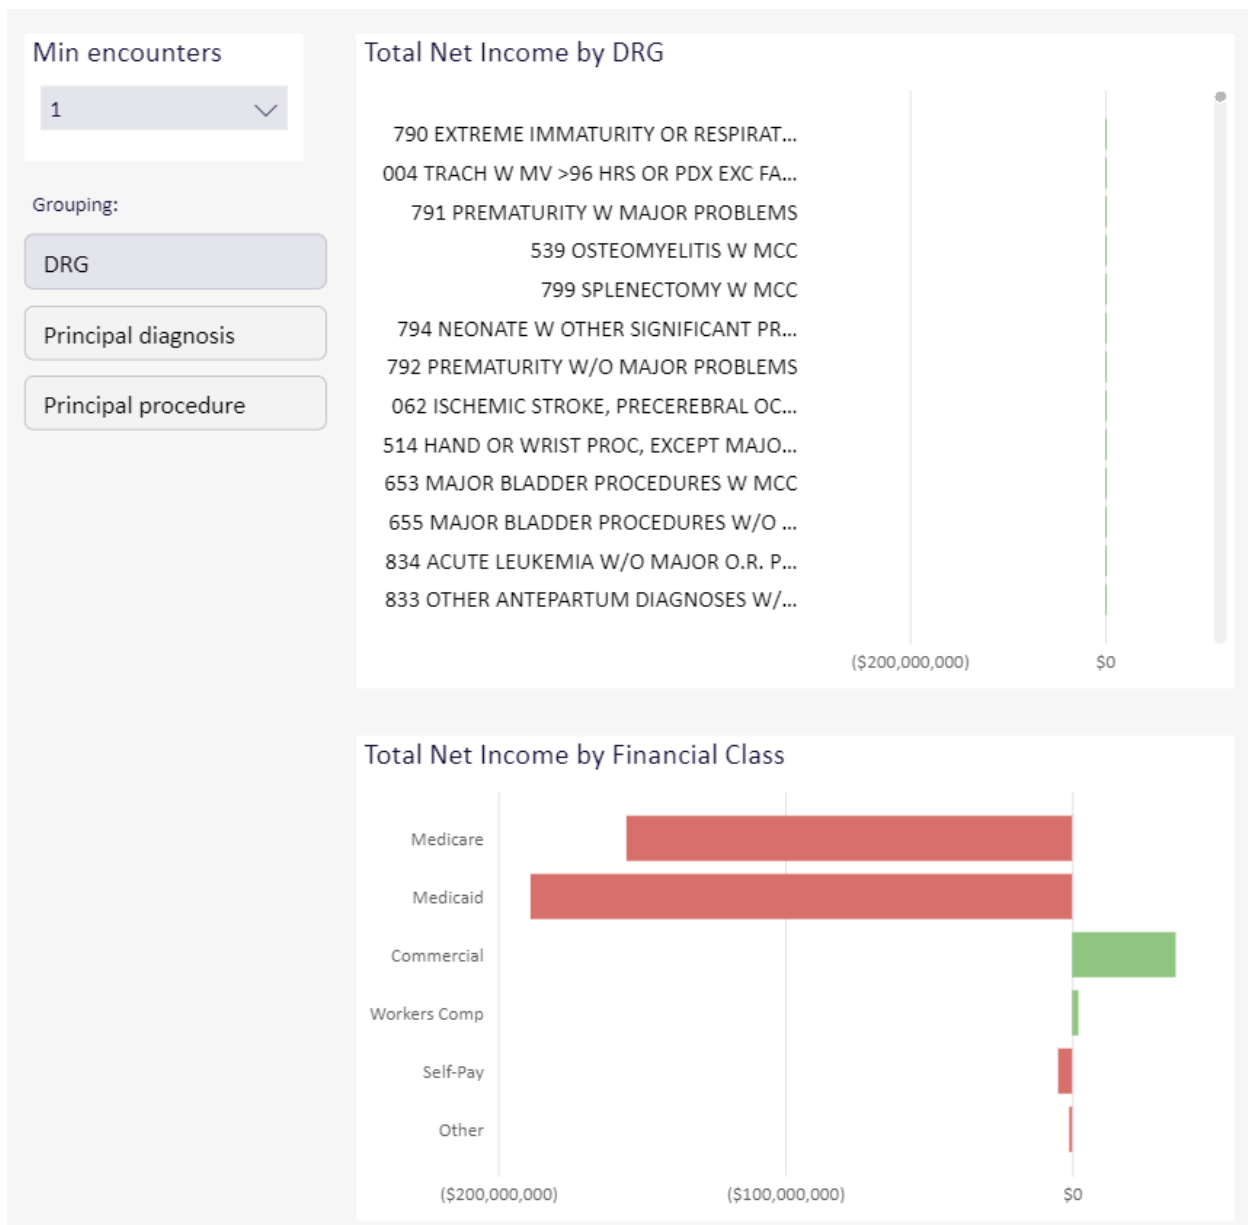 Min encounters
1
Grouping:
DRG
Principal diagnosis
Principal procedure
Total Net Income by DRG
790 EXTREME IMMATURITY OR RESPIRAT...
004 TRACH W MV >96 HRS OR PDX EXC FA...
791 PREMATURITY W MAJOR PROBLEMS
539 OSTEOMYELITIS W MCC
799 SPLENECTOMY W MCC
794 NEONATE W OTHER SIGNIFICANT PR...
792 PREMATURITY W/O MAJOR PROBLEMS
062 ISCHEMIC STROKE, PRECEREBRAL OC...
514 HAND OR WRIST PROC, EXCEPT MAJO...
653 MAJOR BLADDER PROCEDURES W MCC
655 MAJOR BLADDER PROCEDURES W/O ...
834 ACUTE LEUKEMIA W/O MAJOR O.R. P...
833 OTHER ANTEPARTUM DIAGNOSES W/...
($200,000,000) $0
Total Net Income by Financial Class
Medicare
Medicaid
Commercial
Workers Comp
Self-Pay
Other
($200,000,000) ($100,000,000) $0